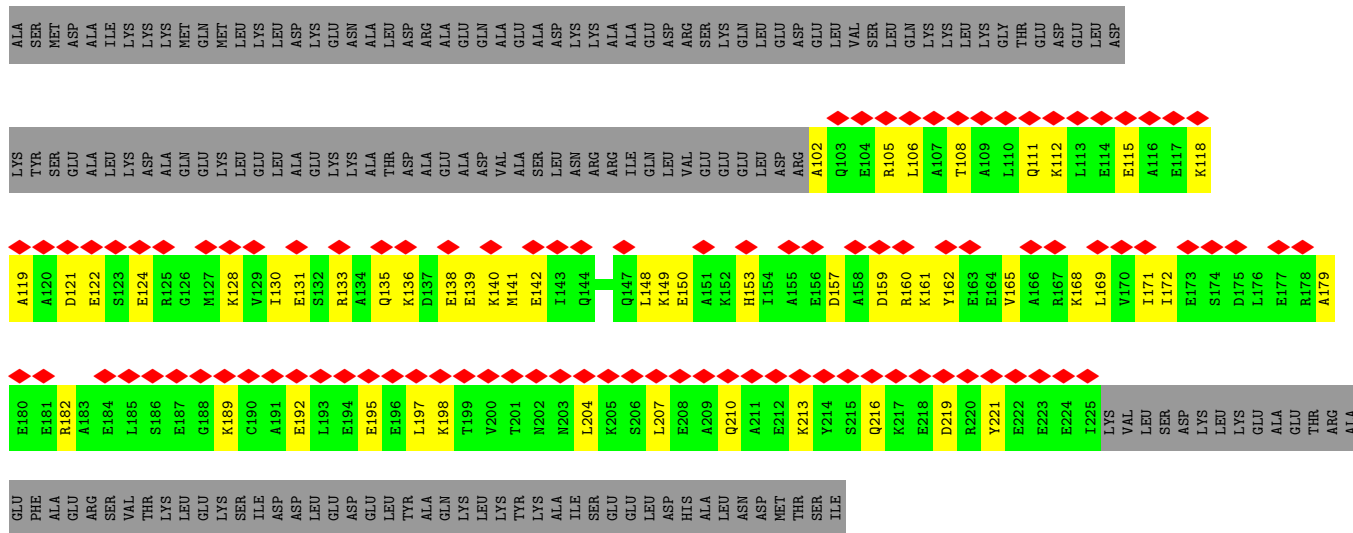 ALA SER MET ASP ALA ILE LYS LYS LYS MET GLN MET LEU LYS LEU ASP LYS GLU ASN ALA LEU ASP ARG ALA GLU GLN ALA GLU ALA ASP LYS LYS ALA ALA GLU ASP ARG SER LYS GLN LEU GLU ASP GLU LEU VAL SER LEU GLN LYS LYS LEU LYS GLY THR GLU ASP GLU LEU ASP
LYS TYR SER GLU ALA LEU LYS ASP ALA GLN GLU LYS LEU GLU LEU ALA GLU LYS LYS ALA THR ASP ALA GLU ALA ASP VAL ALA SER LEU ASN ARG ARG ILE GLN LEU VAL GLU GLU GLU LEU ASP ARG A102 Q103 E104 R105 L106 A107 T108 A109 L110 Q111 K112 L113 E114 E115 A116 E117 K118
A119 A120 D121 E122 S123 E124 R125 G126 M127 K128 V129 I130 E131 S132 R133 A134 Q135 K136 D137 E138 E139 K140 M141 E142 I143 Q144 Q147 L148 K149 E150 A151 K152 H153 I154 A155 E156 D157 A158 D159 R160 K161 Y162 E163 E164 V165 A166 R167 K168 L169 V170 I171 I172 E173 S174 D175 L176 E177 R178 A179
E180 E181 R182 A183 E184 L185 S186 E187 G188 K189 C190 A191 E192 L193 E194 E195 E196 L197 K198 T199 V200 T201 N202 N203 L204 K205 S206 L207 E208 A209 Q210 A211 E212 K213 Y214 S215 Q216 K217 E218 D219 R220 Y221 E222 E223 E224 I225 LYS VAL LEU SER ASP LYS LEU LYS GLU ALA GLU THR ARG ALA
GLU PHE ALA GLU ARG SER VAL THR LYS LEU GLU LYS SER ILE ASP ASP LEU GLU ASP GLU LEU TYR ALA GLN LYS LEU LYS TYR LYS ALA ILE SER GLU GLU LEU ASP HIS ALA LEU ASN ASP MET THR SER ILE